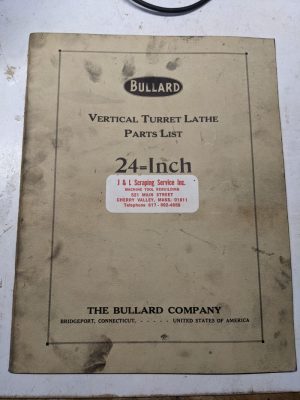 BULLARD
VERTICAL TURRET LATHE
PARTS LIST
24-Inch
J & L Scraping Service Inc.
MACHINE TOOL REBUILDING
521 MAIN STREET
CHERRY VALLEY, MASS. 01611
Telephone 617 - 892-4988
THE BULLARD COMPANY
BRIDGEPORT, CONNECTICUT, - - - - - UNITED STATES OF AMERICA